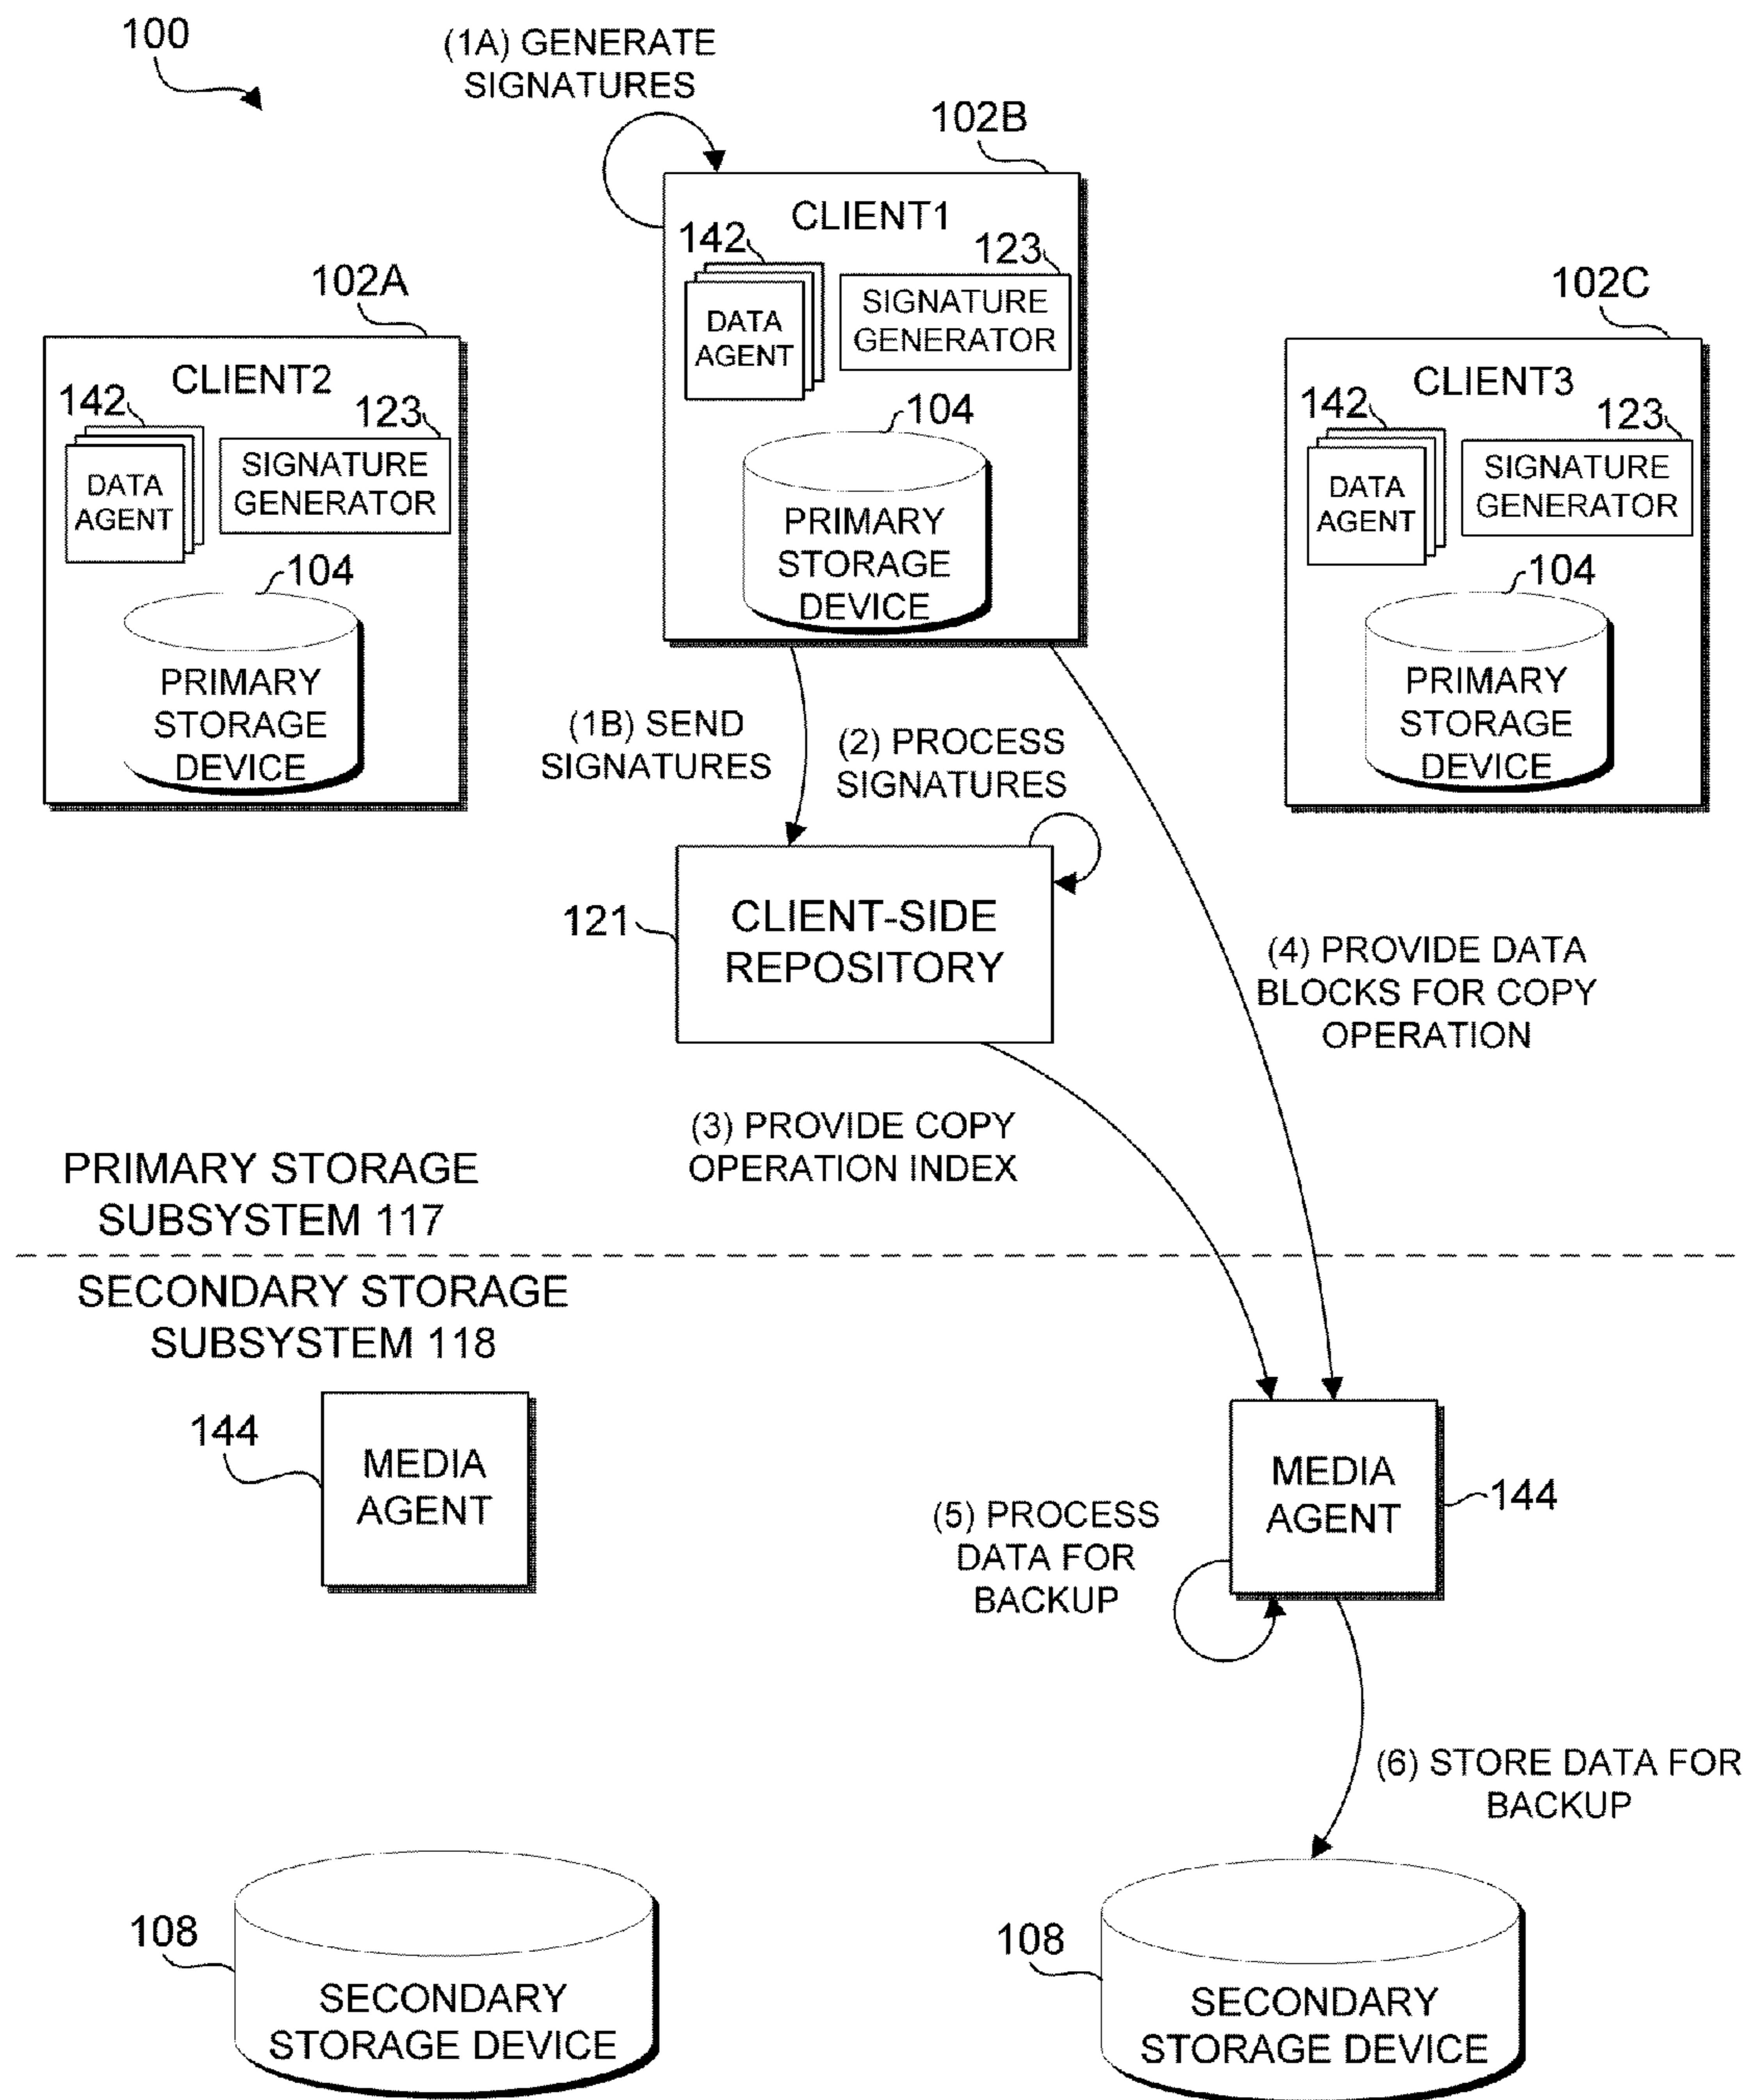 100
(1A) GENERATE
SIGNATURES
102B
CLIENT1
142
123
DATA
AGENT
SIGNATURE
GENERATOR
104
PRIMARY
STORAGE
DEVICE
102A
CLIENT2
142
123
DATA
AGENT
SIGNATURE
GENERATOR
104
PRIMARY
STORAGE
DEVICE
102C
CLIENT3
142
123
DATA
AGENT
SIGNATURE
GENERATOR
104
PRIMARY
STORAGE
DEVICE
(1B) SEND
SIGNATURES
(2) PROCESS
SIGNATURES
121
CLIENT-SIDE
REPOSITORY
(4) PROVIDE DATA
BLOCKS FOR COPY
OPERATION
(3) PROVIDE COPY
OPERATION INDEX
PRIMARY STORAGE
SUBSYSTEM 117
SECONDARY STORAGE
SUBSYSTEM 118
144
MEDIA
AGENT
MEDIA
AGENT
144
(5) PROCESS
DATA FOR
BACKUP
(6) STORE DATA FOR
BACKUP
108
SECONDARY
STORAGE DEVICE
108
SECONDARY
STORAGE DEVICE